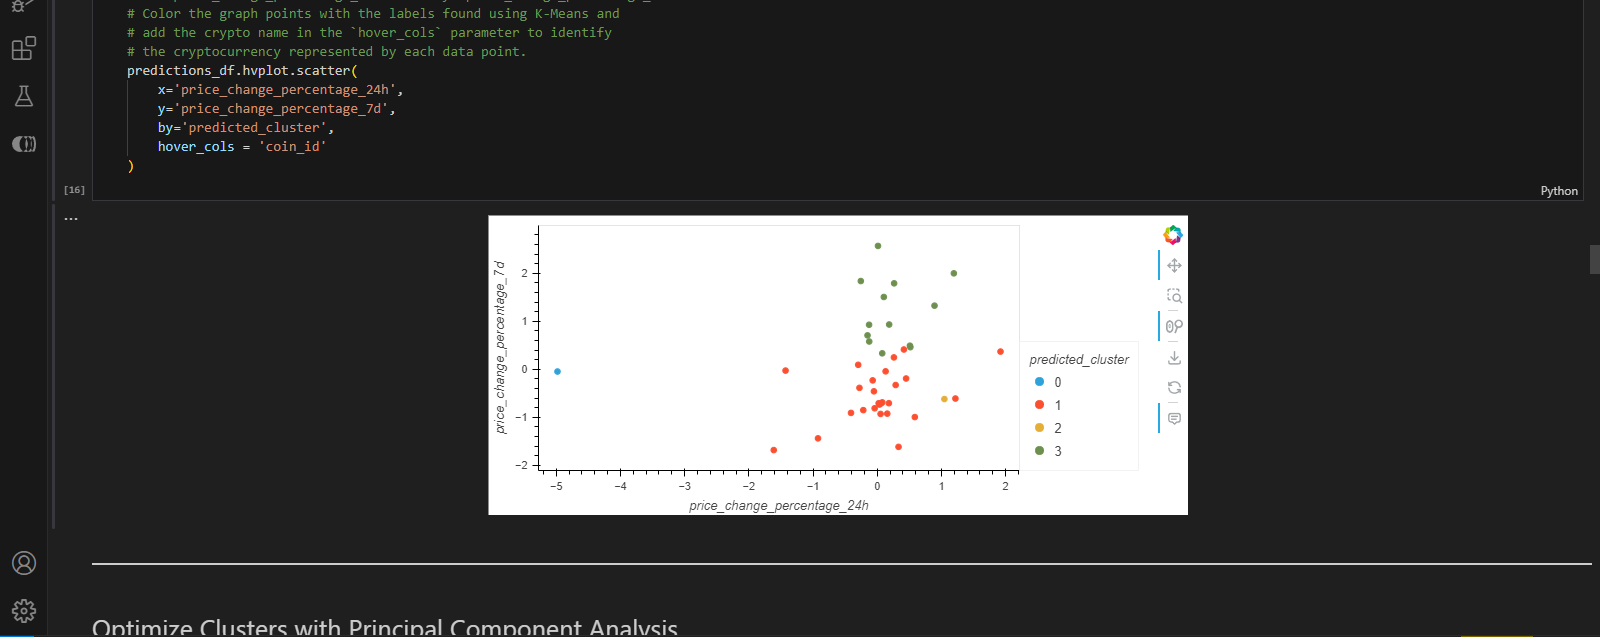 # Color the graph points with the labels found using K-Means and
# add the crypto name in the `hover_cols` parameter to identify
# the cryptocurrency represented by each data point.
predictions_df.hvplot.scatter(
    x='price_change_percentage_24h',
    y='price_change_percentage_7d',
    by='predicted_cluster',
    hover_cols = 'coin_id'
)
[16]
Python
...
price_change_percentage_7d
2
1
0
−1
−2
−5 −4 −3 −2 −1 0 1 2
price_change_percentage_24h
predicted_cluster
0
1
2
3
Optimize Clusters with Principal Component Analysis